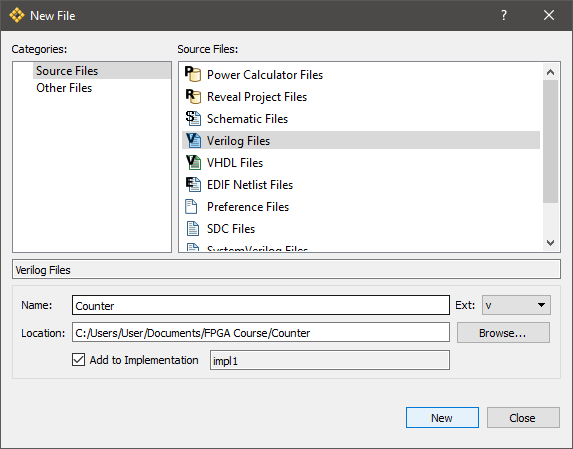 New File
?
Categories:
Source Files:
Source Files
Other Files
Power Calculator Files
Reveal Project Files
Schematic Files
Verilog Files
VHDL Files
EDIF Netlist Files
Preference Files
SDC Files
SystemVerilog Files
Verilog Files
Name:
Counter
Ext:
v
Location:
C:/Users/User/Documents/FPGA Course/Counter
Browse...
Add to Implementation
impl1
New
Close